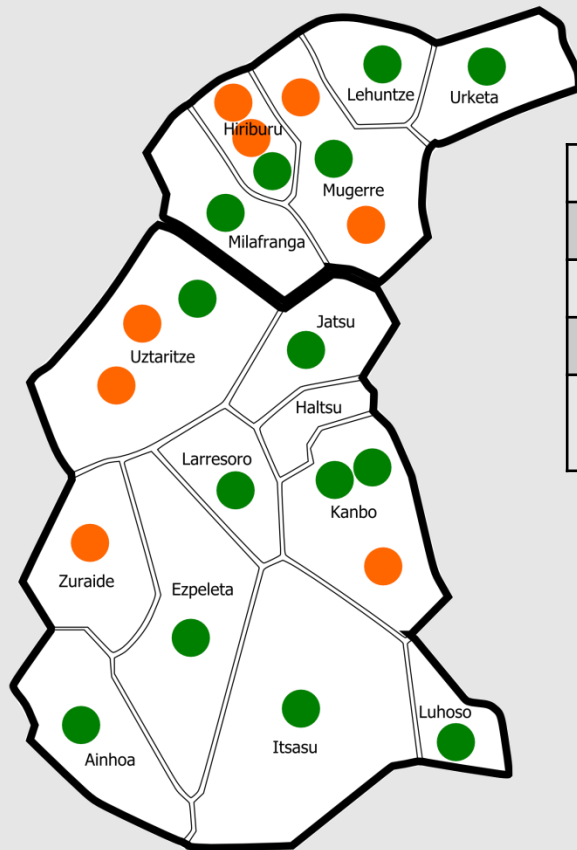 Lehuntze
Urketa
Hiriburu
Mugerre
Milafranga
Jatsu
Uztaritze
Haltsu
Larresoro
Kanbo
Zuraide
Ezpeleta
Luhoso
Itsasu
Ainhoa